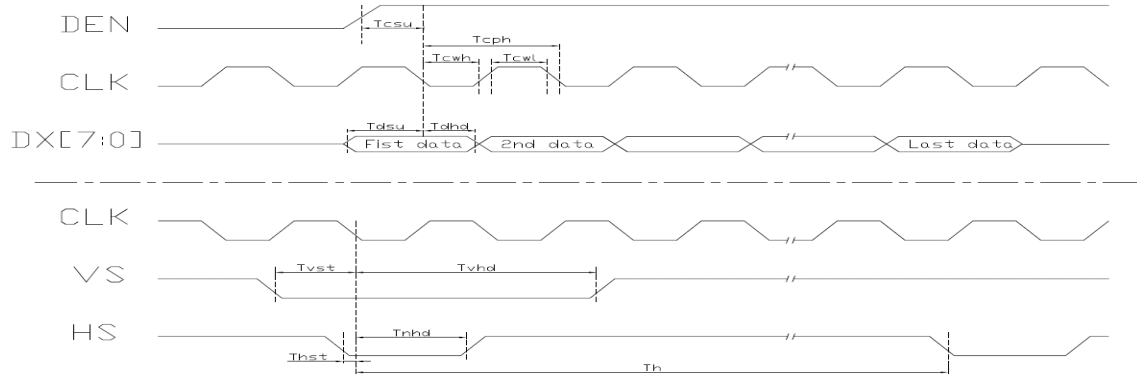 DEN
Tcsu
Tcph
Tcwh
Tcwl
CLK
Tdsu
Tdhd
DX[7:0]
Fist data
2nd data
Last data
CLK
Tvst
Tvhd
VS
Tnhd
HS
Thst
Th